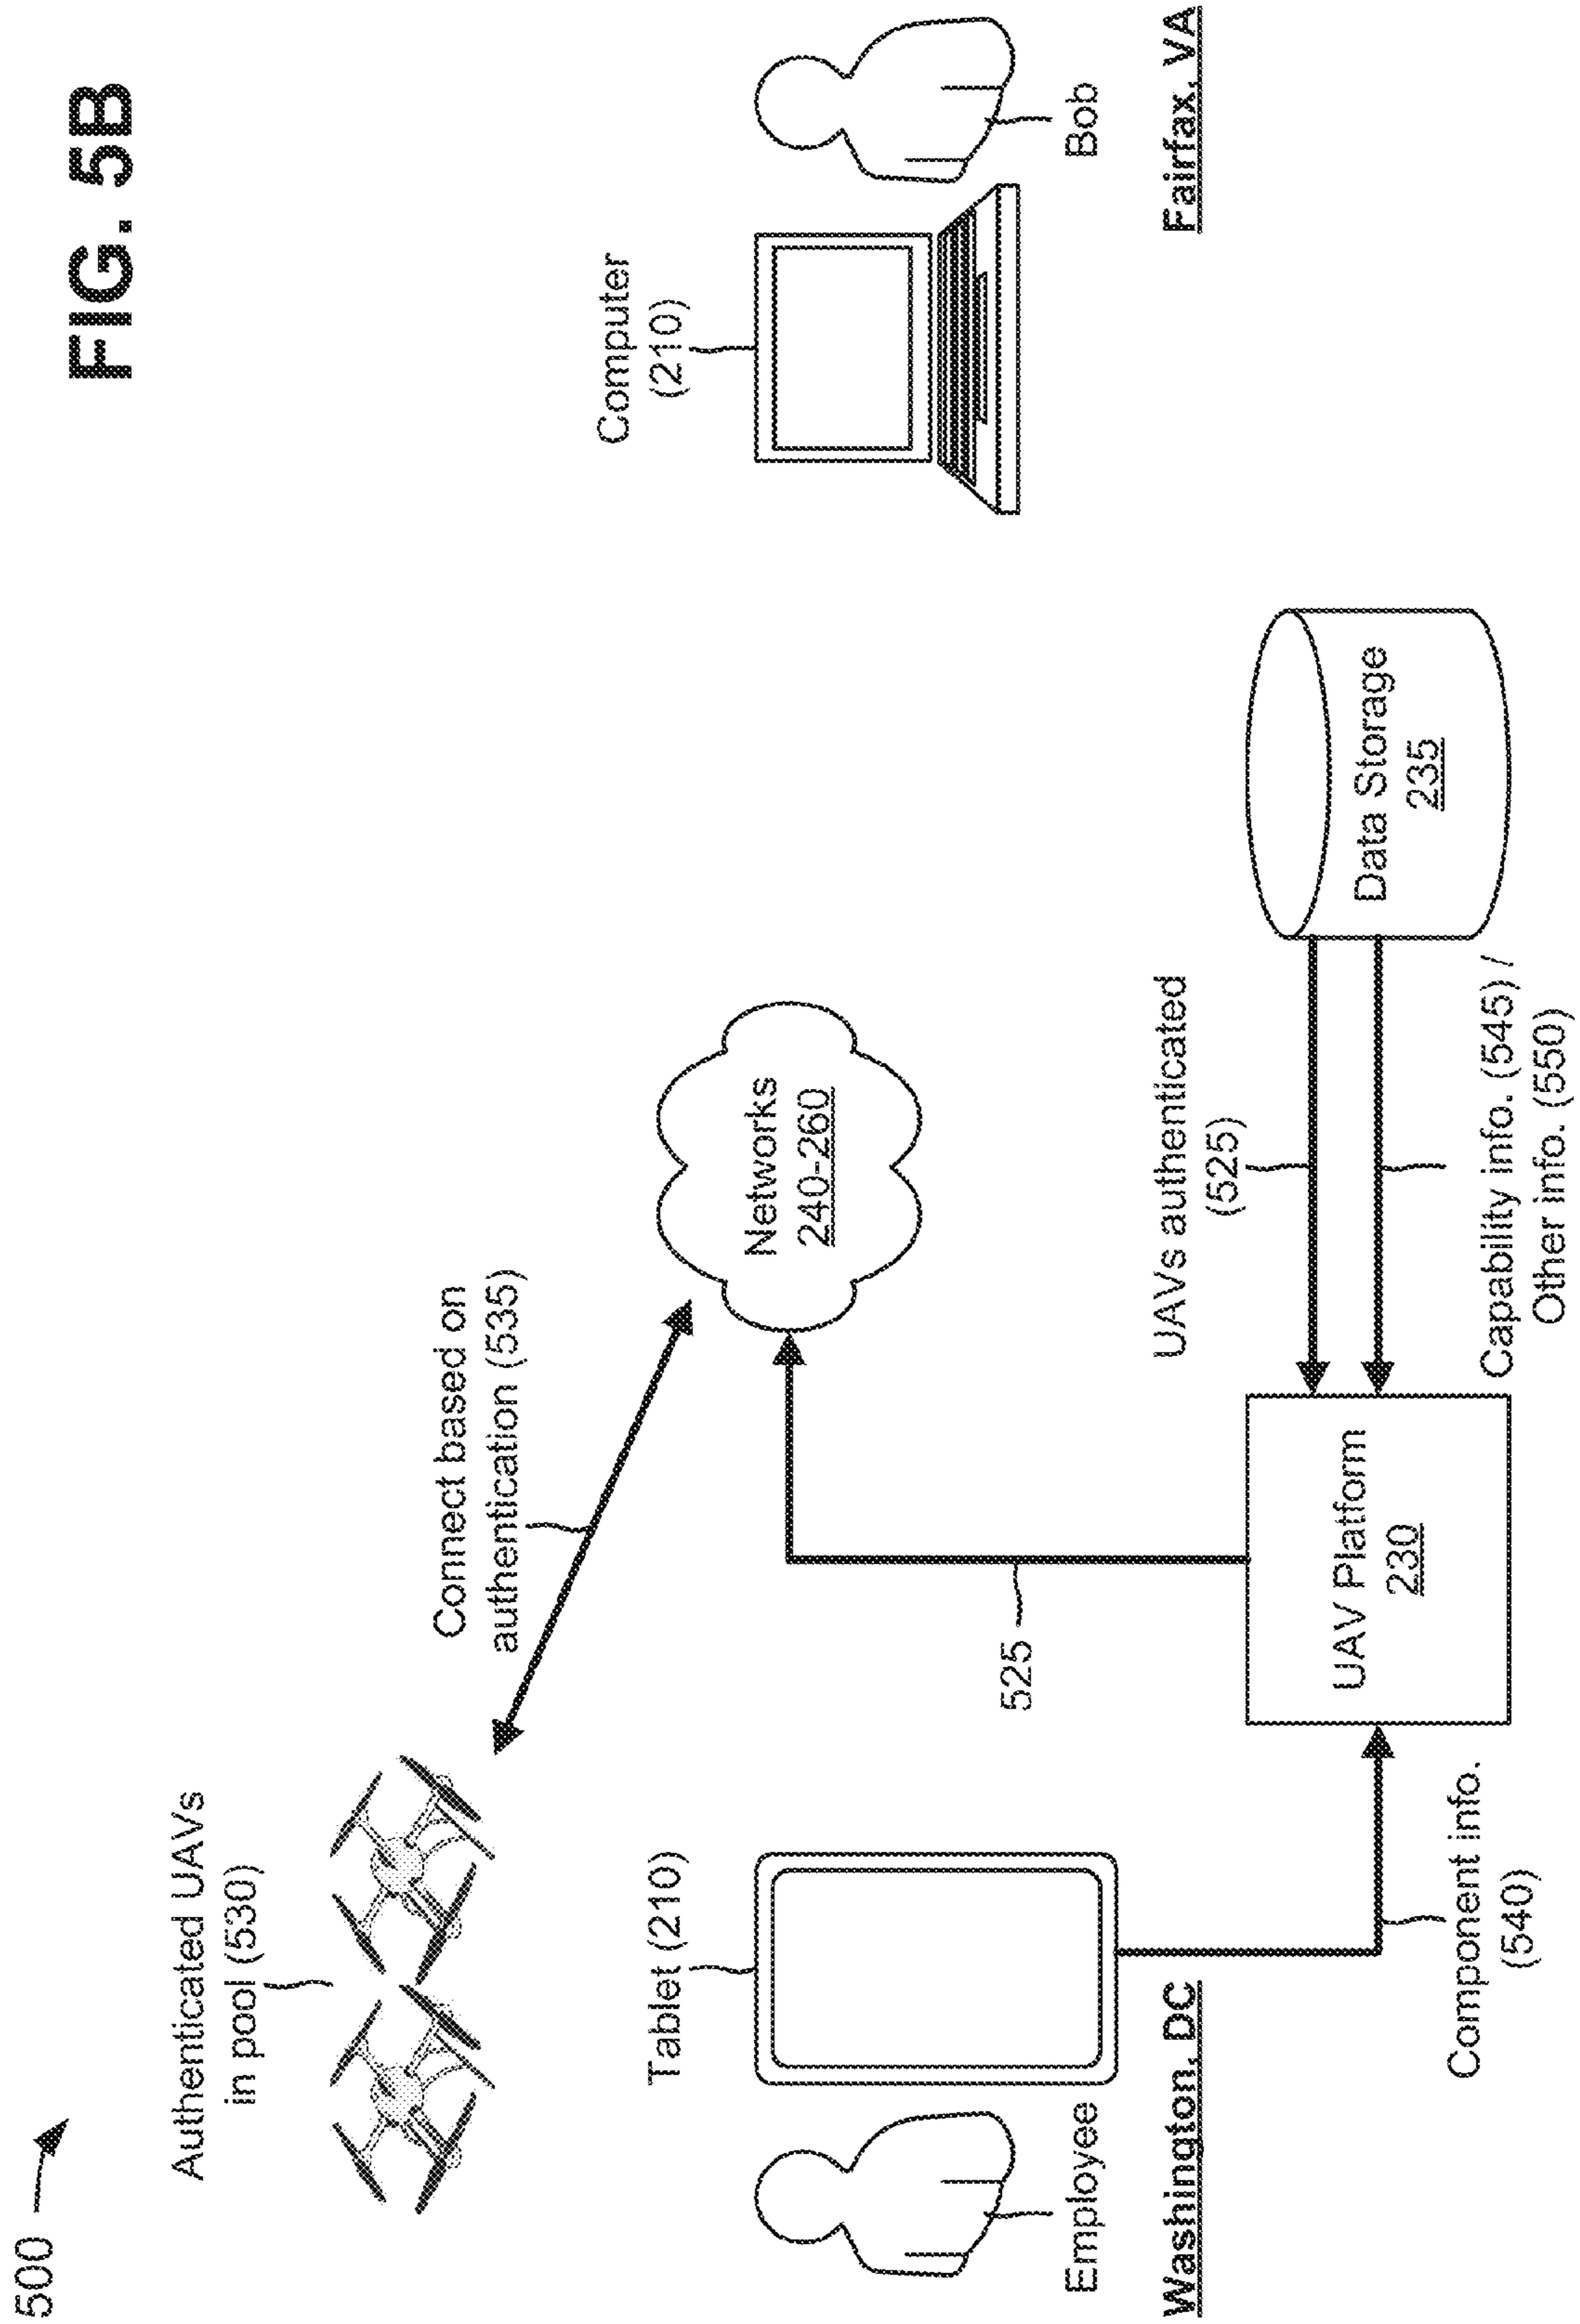 500
Authenticated UAVs
in pool (530)
Connect based on
authentication (535)
Tablet (210)
Employee
Washington, DC
Networks
240-260
525
Component info.
(540)
UAV Platform
230
UAVs authenticated
(525)
Capability info. (545) /
Other info. (550)
Data Storage
235
Computer
(210)
Bob
Fairfax, VA
FIG. 5B